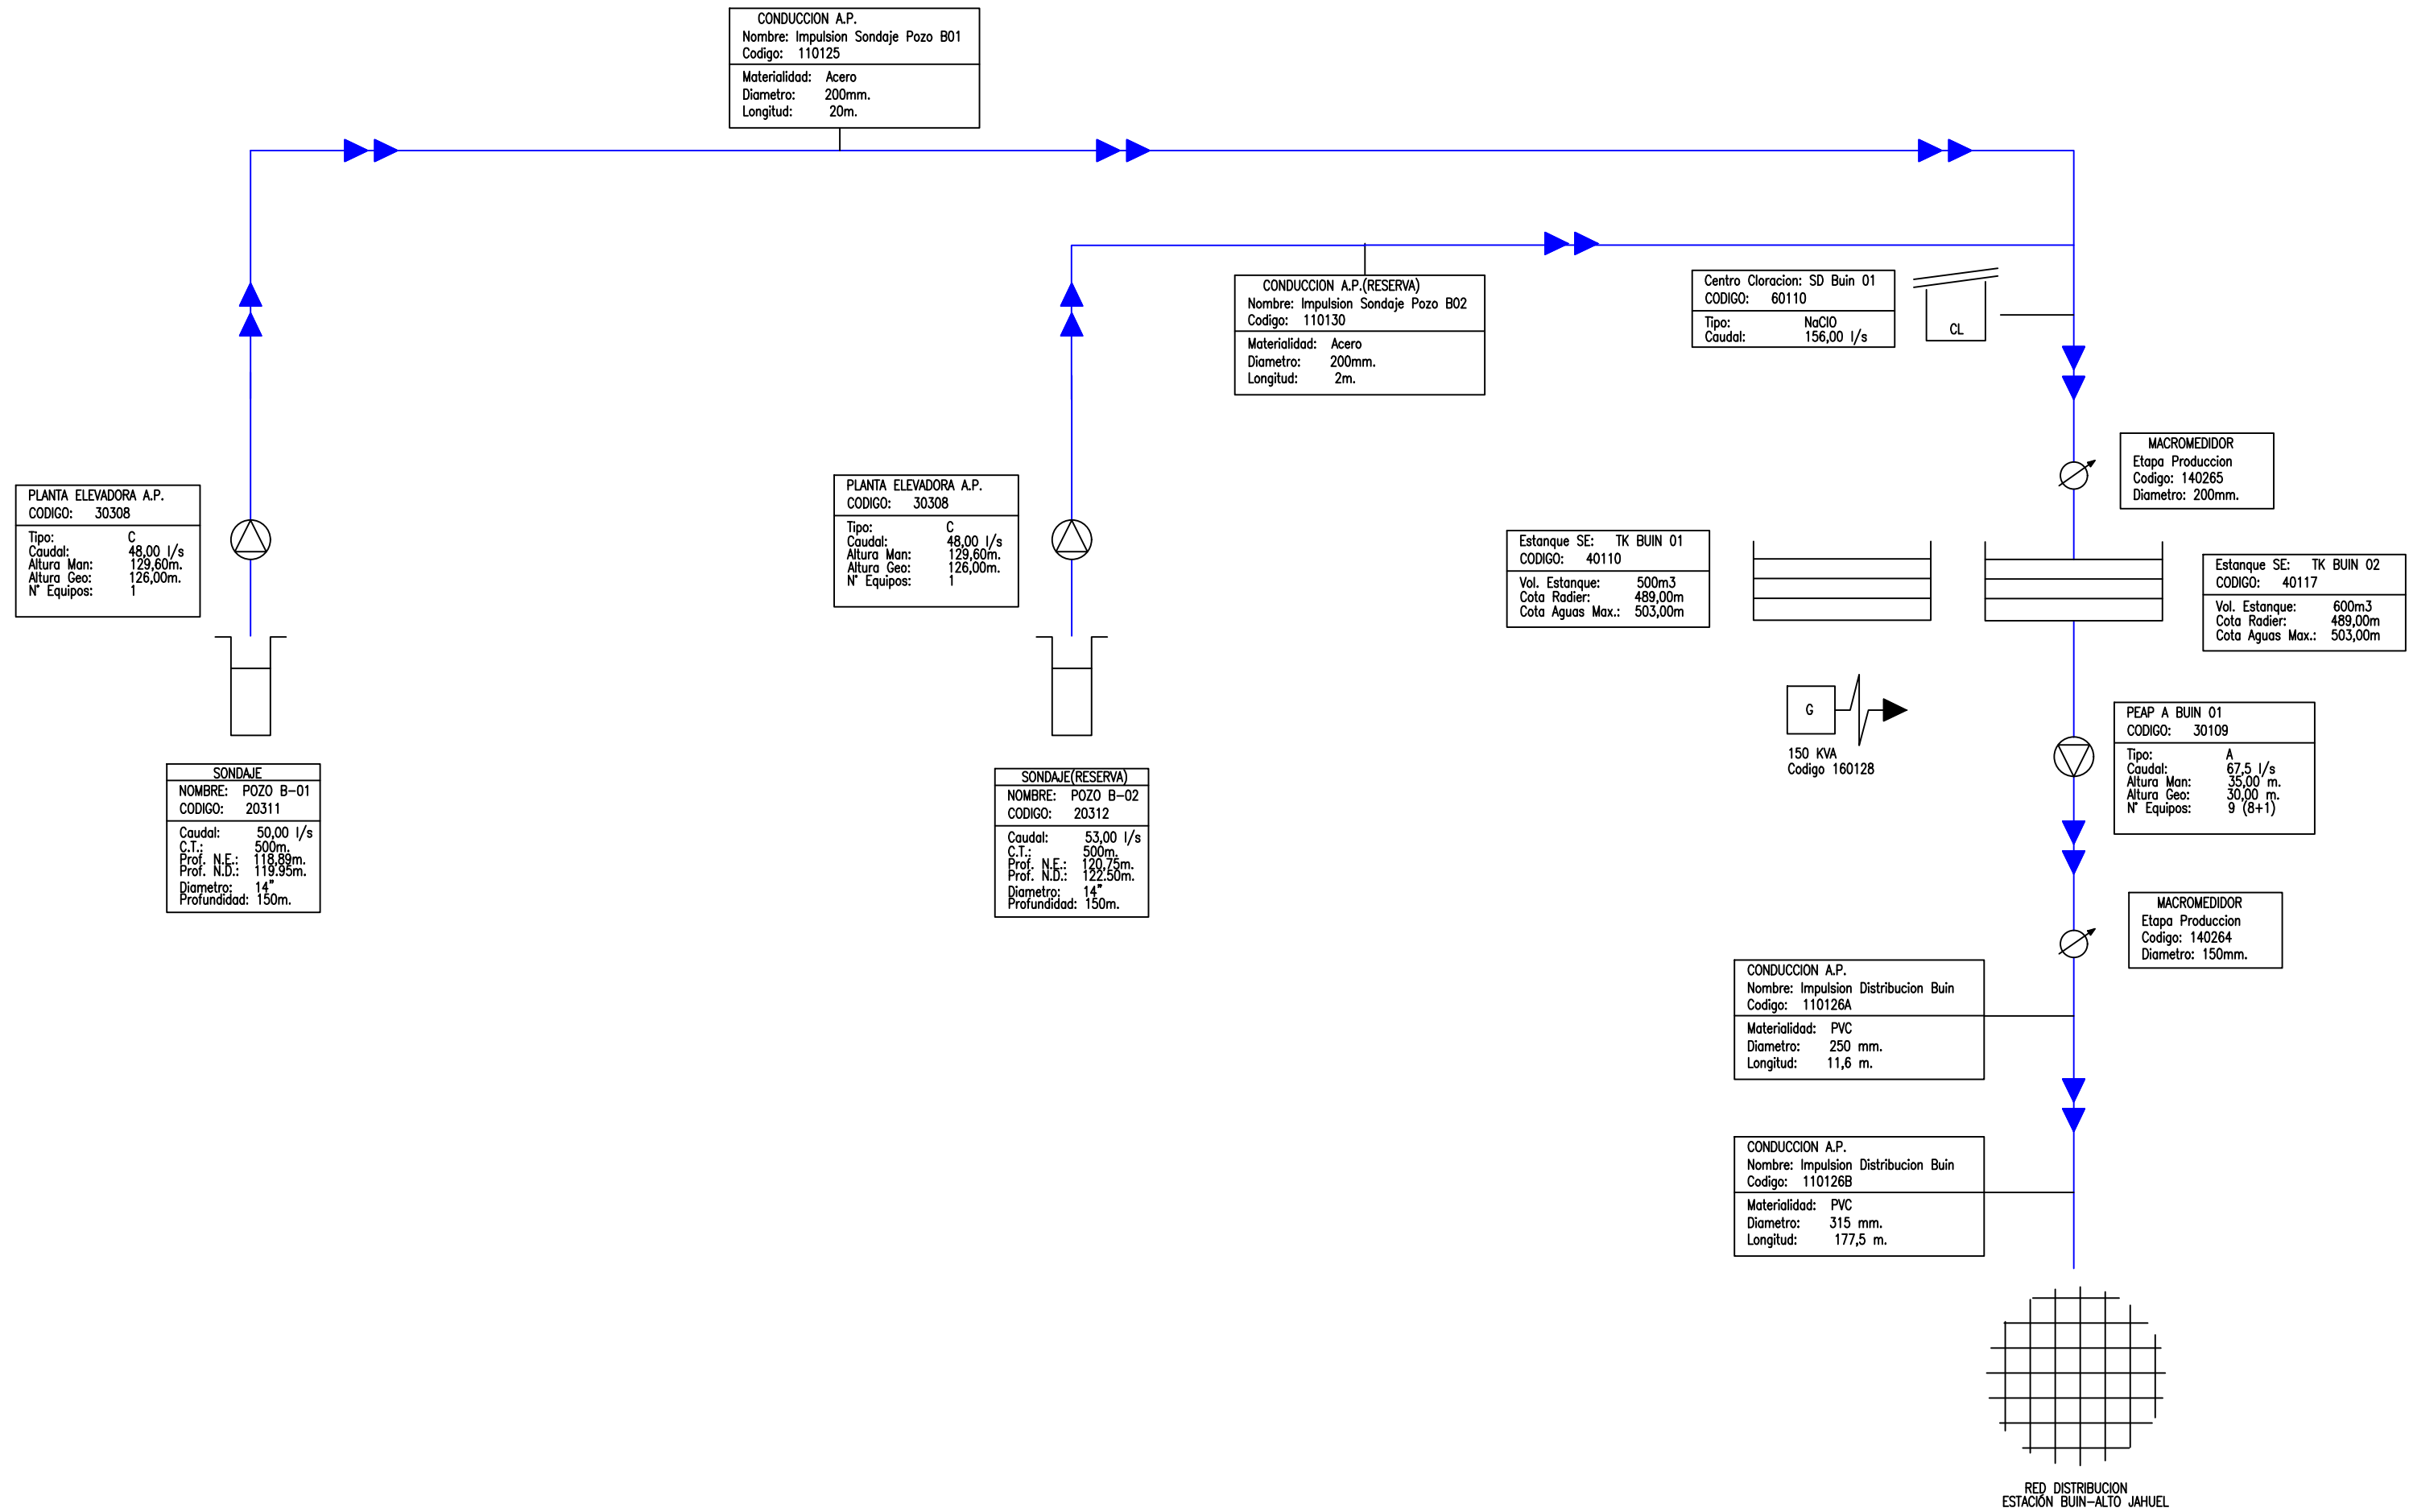 CONDUCCION A.P.
Nombre: Impulsion Sondaje Pozo B01
Codigo: 110125
Materialidad: Acero
Diametro: 200mm.
Longitud: 20m.
CONDUCCION A.P.(RESERVA)
Nombre: Impulsion Sondaje Pozo B02
Codigo: 110130
Materialidad: Acero
Diametro: 200mm.
Longitud: 2m.
Centro Cloracion: SD Buin 01
CODIGO: 60110
Tipo: NaClO
Caudal: 156,00 l/s
CL
MACROMEDIDOR
Etapa Produccion
Codigo: 140265
Diametro: 200mm.
PLANTA ELEVADORA A.P.
CODIGO: 30308
Tipo: C
Caudal: 48,00 l/s
Altura Man: 129,60m.
Altura Geo: 126,00m.
N° Equipos: 1
PLANTA ELEVADORA A.P.
CODIGO: 30308
Tipo: C
Caudal: 48,00 l/s
Altura Man: 129,60m.
Altura Geo: 126,00m.
N° Equipos: 1
Estanque SE: TK BUIN 01
CODIGO: 40110
Vol. Estanque: 500m3
Cota Radier: 489,00m
Cota Aguas Max.: 503,00m
Estanque SE: TK BUIN 02
CODIGO: 40117
Vol. Estanque: 600m3
Cota Radier: 489,00m
Cota Aguas Max.: 503,00m
G
150 KVA
Codigo 160128
PEAP A BUIN 01
CODIGO: 30109
Tipo: A
Caudal: 67,5 l/s
Altura Man: 35,00 m.
Altura Geo: 30,00 m.
N° Equipos: 9 (8+1)
SONDAJE
NOMBRE: POZO B-01
CODIGO: 20311
Caudal: 50,00 l/s
C.T.: 500m.
Prof. N.E.: 118,89m.
Prof. N.D.: 119.95m.
Diametro: 14"
Profundidad: 150m.
SONDAJE(RESERVA)
NOMBRE: POZO B-02
CODIGO: 20312
Caudal: 53,00 l/s
C.T.: 500m.
Prof. N.E.: 120,75m.
Prof. N.D.: 122.50m.
Diametro: 14"
Profundidad: 150m.
MACROMEDIDOR
Etapa Produccion
Codigo: 140264
Diametro: 150mm.
CONDUCCION A.P.
Nombre: Impulsion Distribucion Buin
Codigo: 110126A
Materialidad: PVC
Diametro: 250 mm.
Longitud: 11,6 m.
CONDUCCION A.P.
Nombre: Impulsion Distribucion Buin
Codigo: 110126B
Materialidad: PVC
Diametro: 315 mm.
Longitud: 177,5 m.
RED DISTRIBUCION
ESTACIÓN BUIN-ALTO JAHUEL